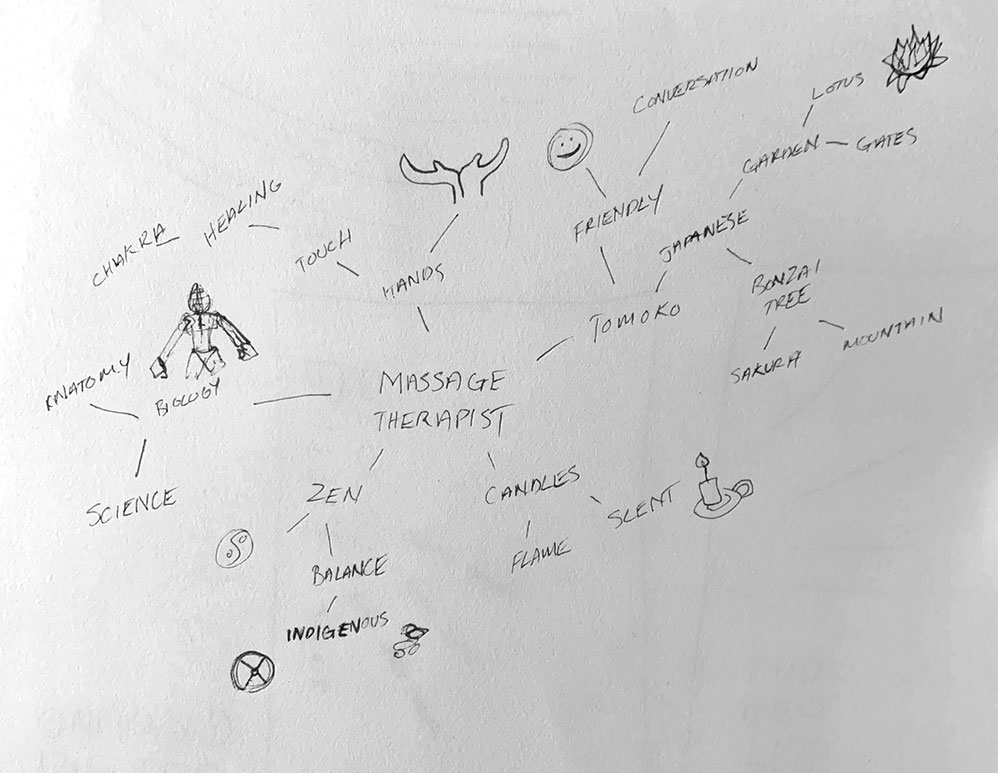 CONVERSATION
LOTUS
GARDEN
GATES
HEALING
CHAKRA
TOUCH
HANDS
FRIENDLY
JAPANESE
BONZAI
TREE
TOMOKO
SAKURA
MOUNTAIN
MASSAGE
THERAPIST
ANATOMY
BIOLOGY
SCIENCE
ZEN
CANDLES
SCENT
FLAME
BALANCE
INDIGENOUS